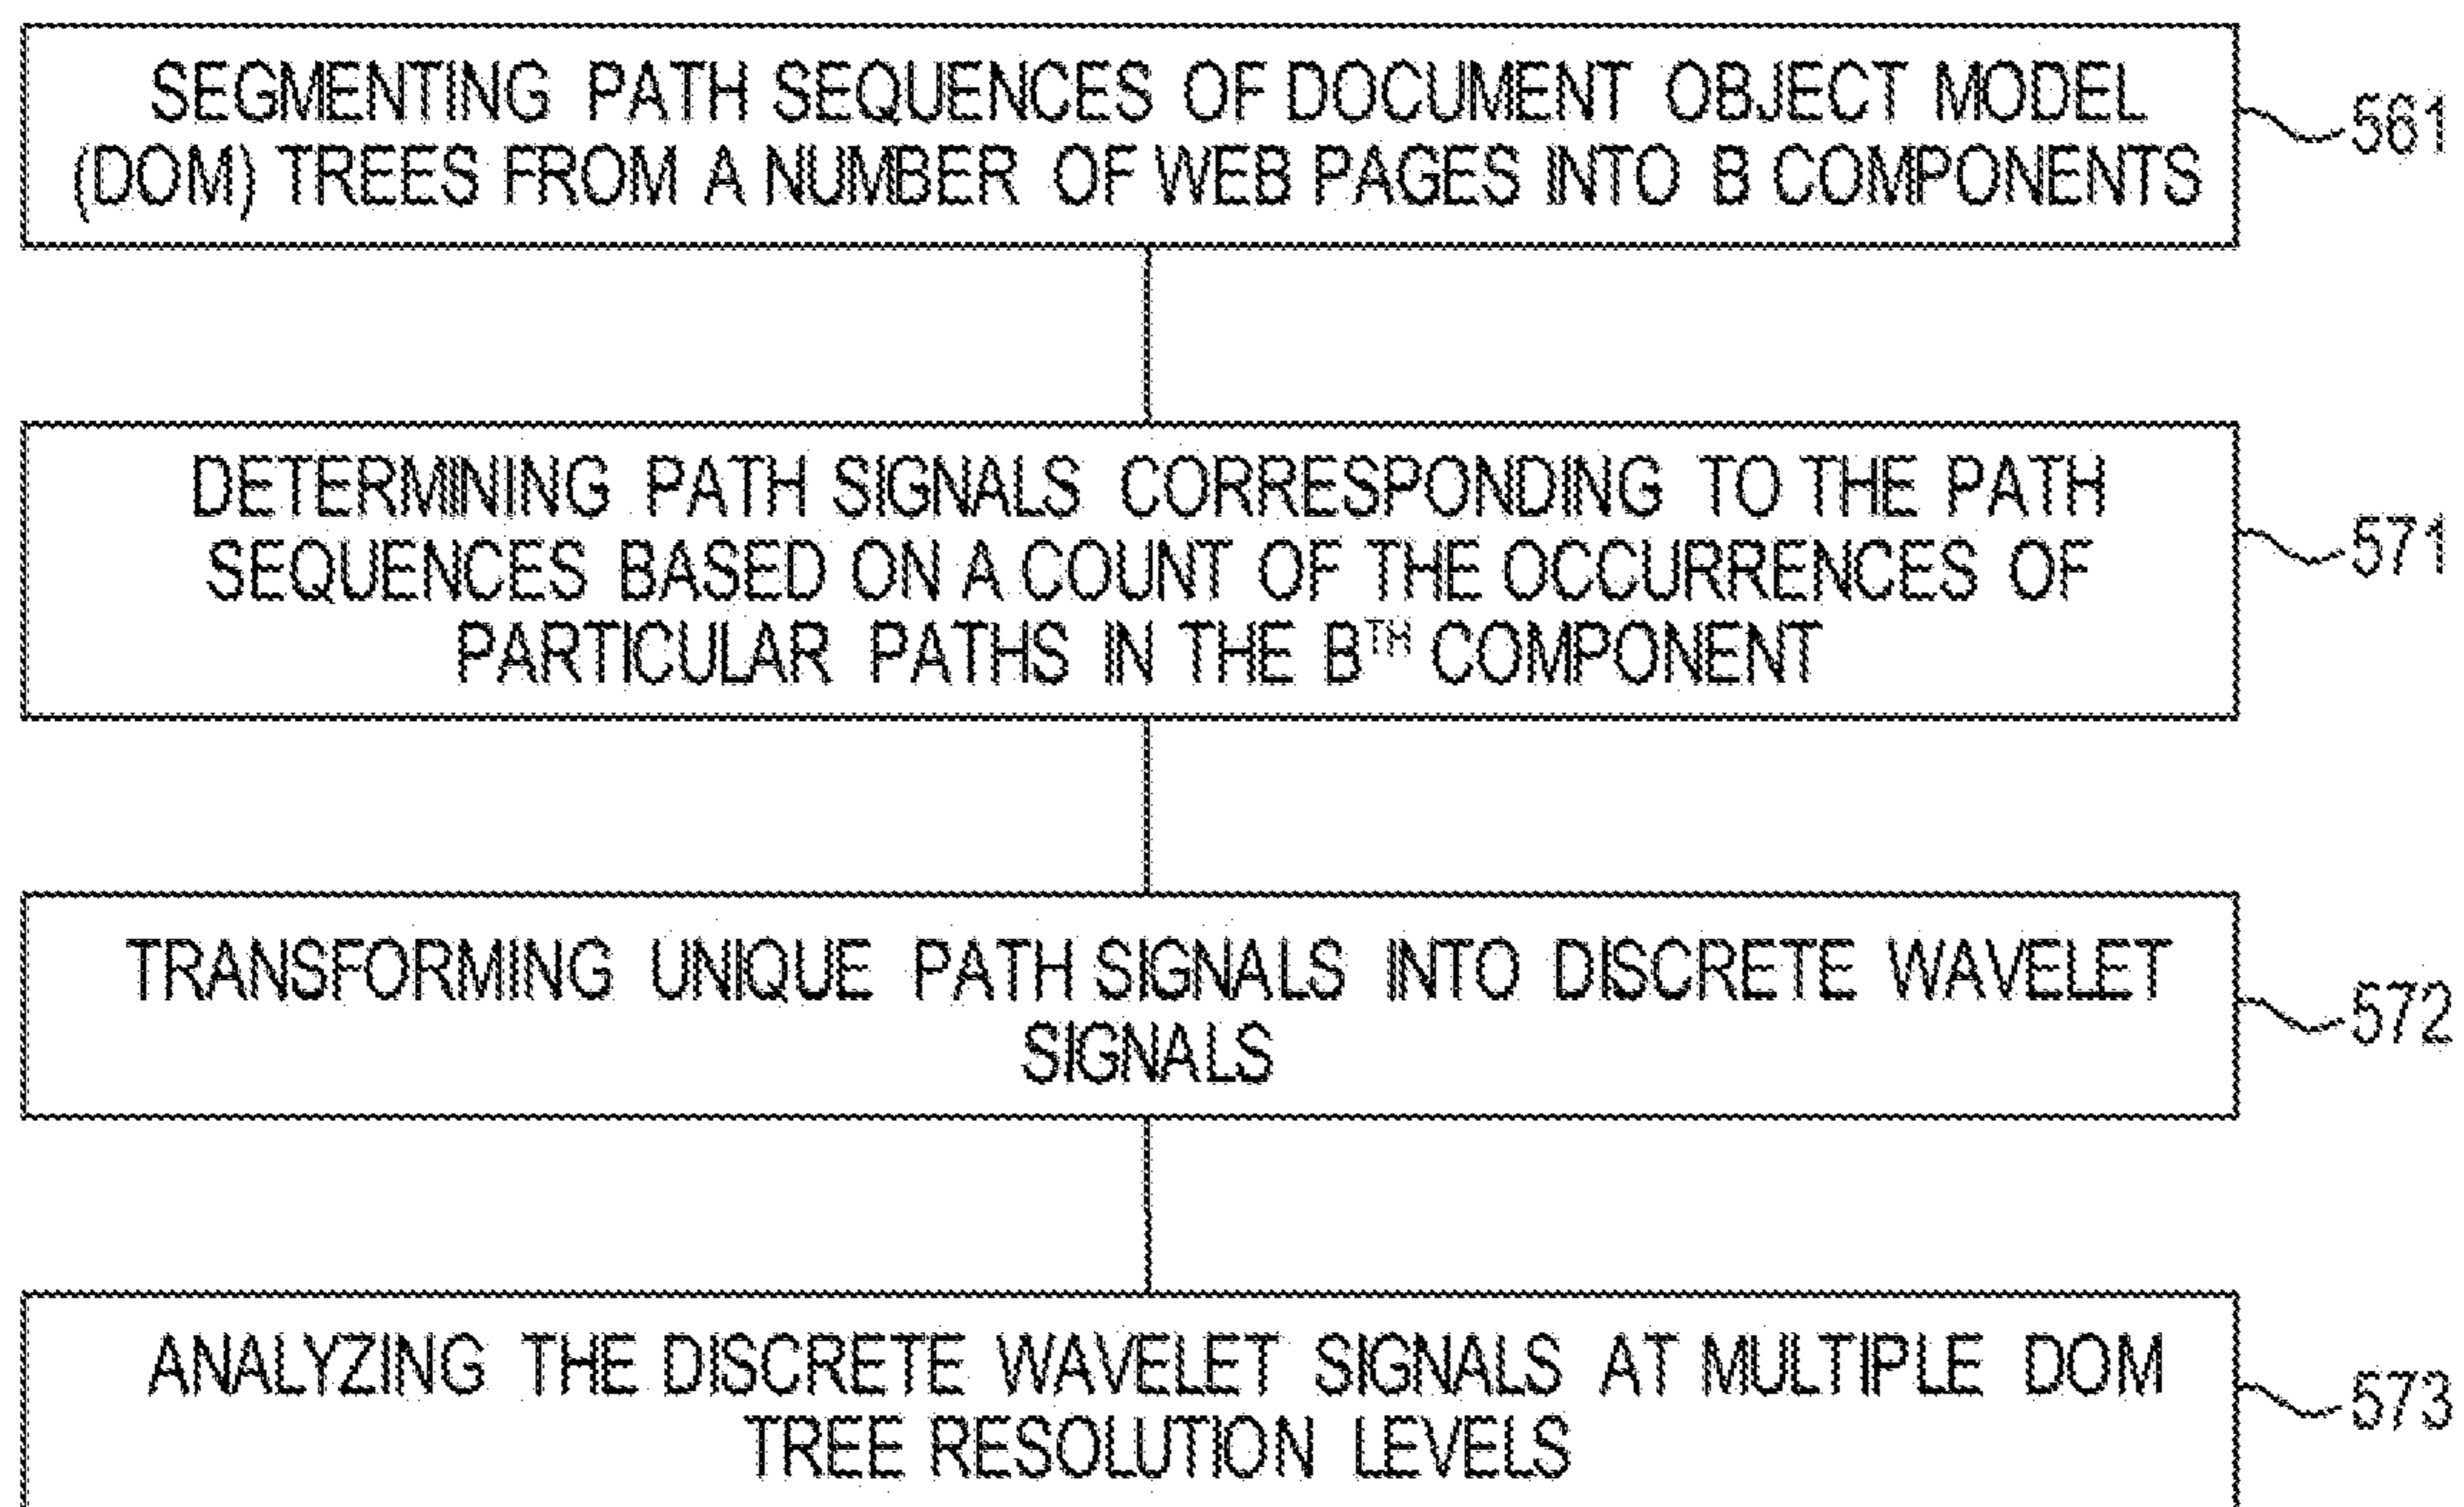 SEGMENTING PATH SEQUENCES OF DOCUMENT OBJECT MODEL
(DOM) TREES FROM A NUMBER OF WEB PAGES INTO B COMPONENTS
561
DETERMINING PATH SIGNALS CORRESPONDING TO THE PATH
SEQUENCES BASED ON A COUNT OF THE OCCURRENCES OF
PARTICULAR PATHS IN THE BTH COMPONENT
571
TRANSFORMING UNIQUE PATH SIGNALS INTO DISCRETE WAVELET
SIGNALS
572
ANALYZING THE DISCRETE WAVELET SIGNALS AT MULTIPLE DOM
TREE RESOLUTION LEVELS
573